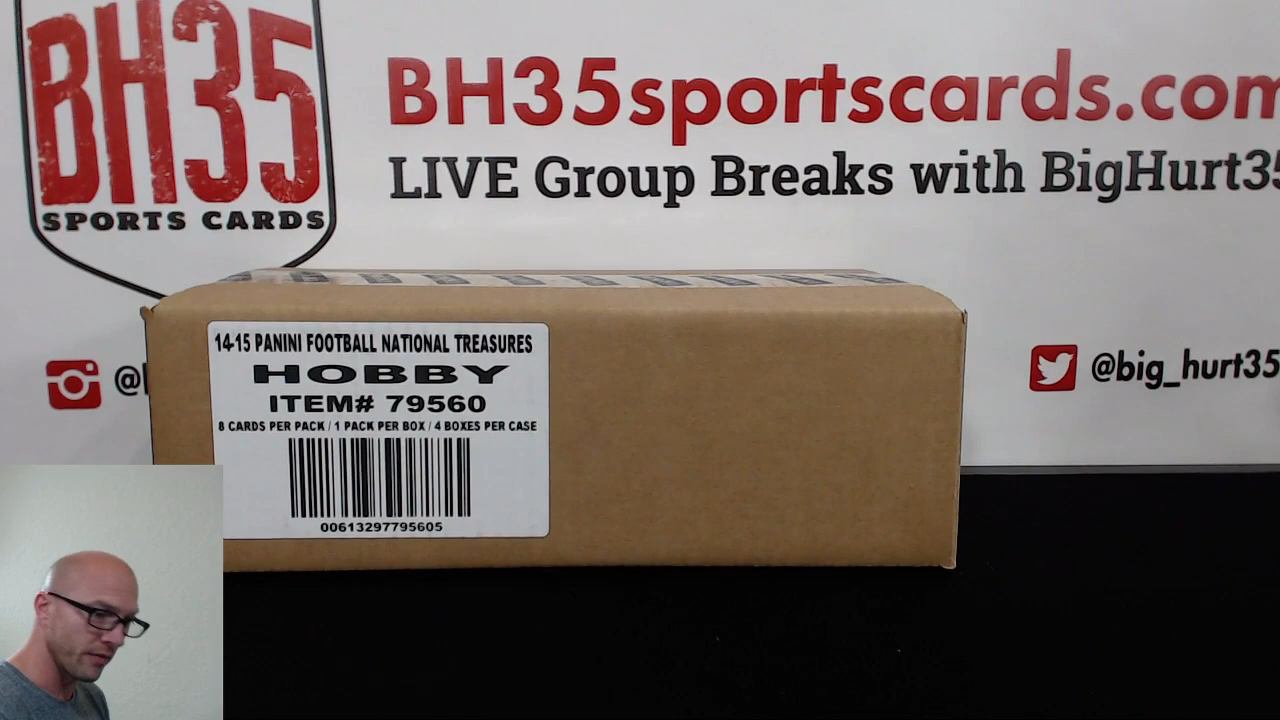 BH35
SPORTS CARDS
BH35sportscards.com
LIVE Group Breaks with BigHurt35
@big_hurt35
14-15 PANINI FOOTBALL NATIONAL TREASURES
HOBBY
ITEM# 79560
8 CARDS PER PACK / 1 PACK PER BOX / 4 BOXES PER CASE
00613297795605